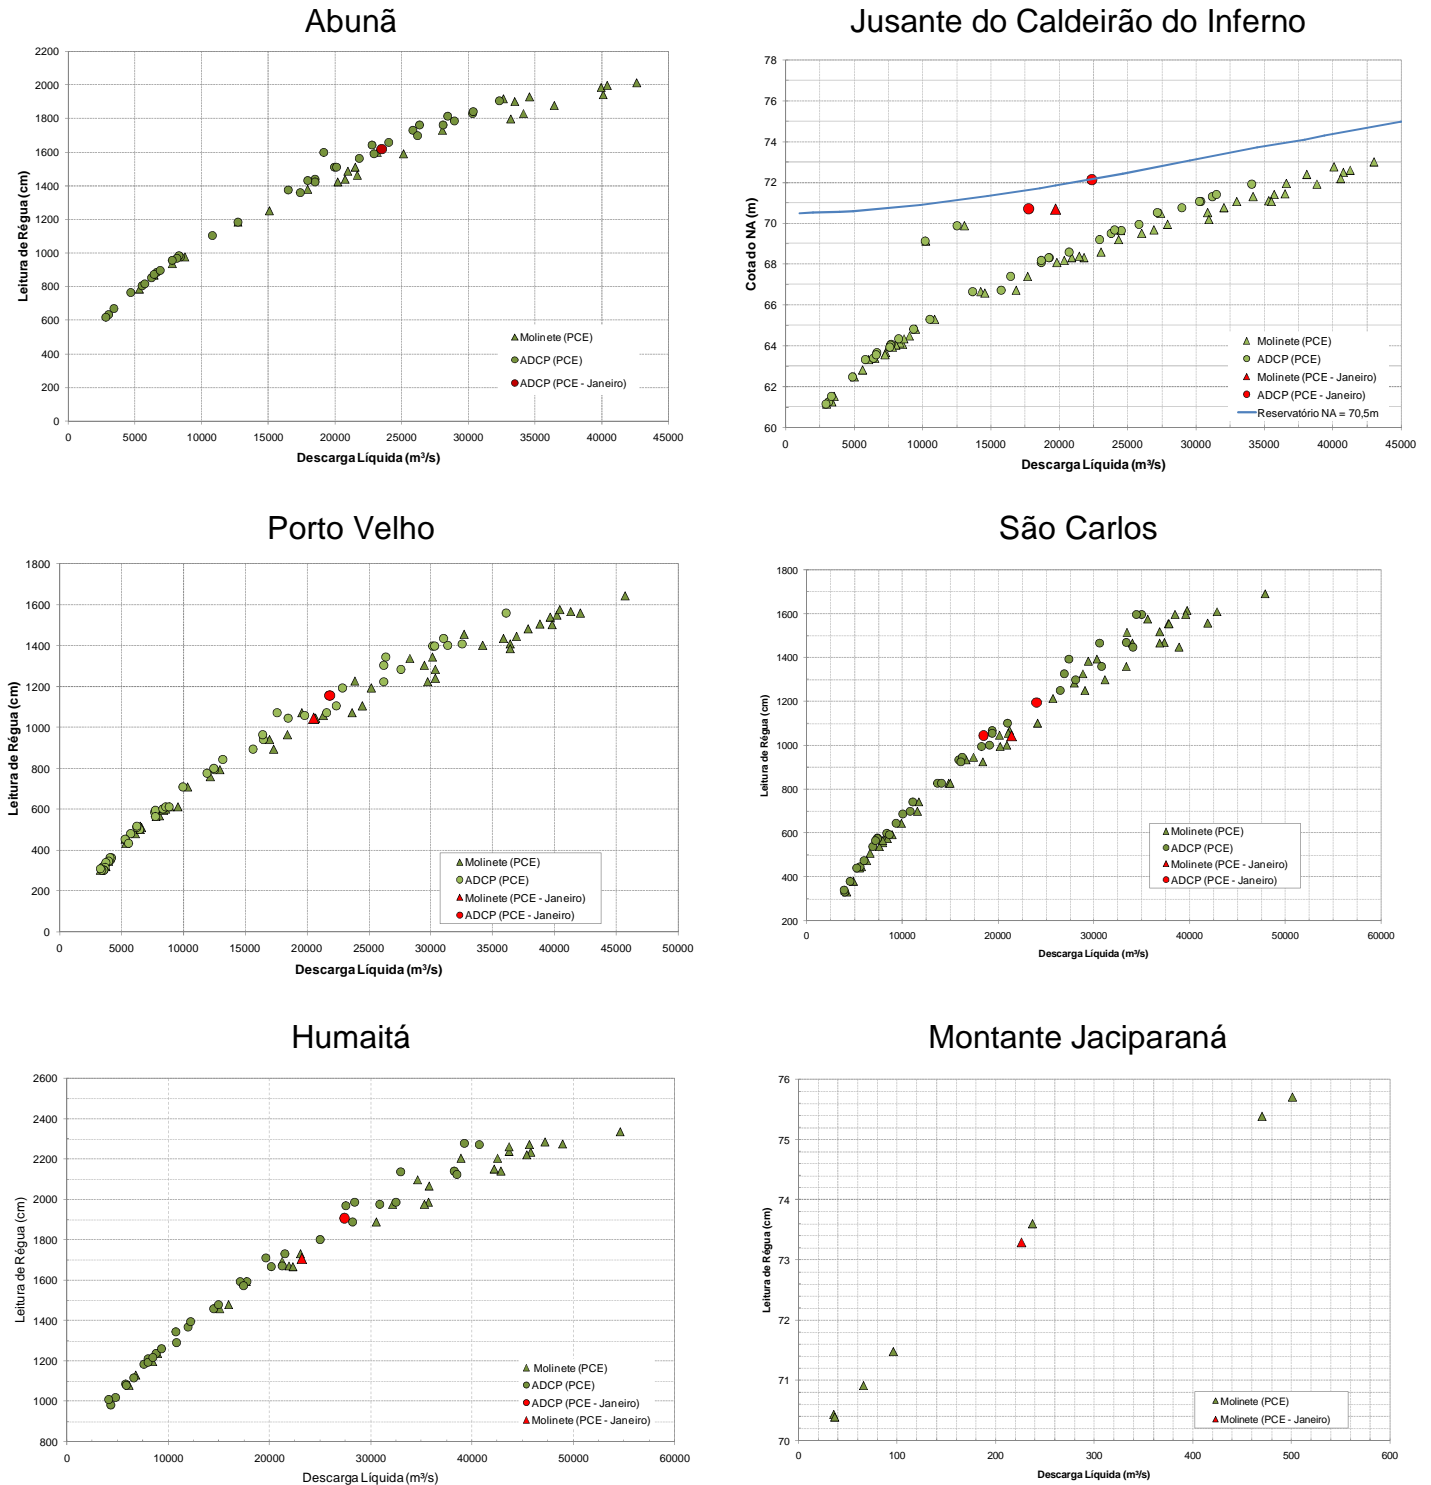 Abunã
2200
2000
1800
1600
1400
1200
1000
800
600
400
200
0
0 5000 10000 15000 20000 25000 30000 35000 40000 45000
Leitura de Régua (cm)
Descarga Líquida (m³/s)
Molinete (PCE)
ADCP (PCE)
ADCP (PCE - Janeiro)
Jusante do Caldeirão do Inferno
78
76
74
72
70
68
66
64
62
60
0 5000 10000 15000 20000 25000 30000 35000 40000 45000
Cota do NA (m)
Descarga Líquida (m³/s)
Molinete (PCE)
ADCP (PCE)
Molinete (PCE - Janeiro)
ADCP (PCE - Janeiro)
Reservatório NA = 70,5m
Porto Velho
1800
1600
1400
1200
1000
800
600
400
200
0
0 5000 10000 15000 20000 25000 30000 35000 40000 45000 50000
Leitura de Régua (cm)
Descarga Líquida (m³/s)
Molinete (PCE)
ADCP (PCE)
Molinete (PCE - Janeiro)
ADCP (PCE - Janeiro)
São Carlos
1800
1600
1400
1200
1000
800
600
400
200
0 10000 20000 30000 40000 50000 60000
Leitura de Régua (cm)
Descarga Líquida (m³/s)
Molinete (PCE)
ADCP (PCE)
Molinete (PCE - Janeiro)
ADCP (PCE - Janeiro)
Humaitá
2600
2400
2200
2000
1800
1600
1400
1200
1000
800
0 10000 20000 30000 40000 50000 60000
Leitura de Régua (cm)
Descarga Líquida (m³/s)
Molinete (PCE)
ADCP (PCE)
ADCP (PCE - Janeiro)
Molinete (PCE - Janeiro)
Montante Jaciparaná
76
75
74
73
72
71
70
0 100 200 300 400 500 600
Leitura de Régua (cm)
Descarga Líquida (m³/s)
Molinete (PCE)
Molinete (PCE - Janeiro)